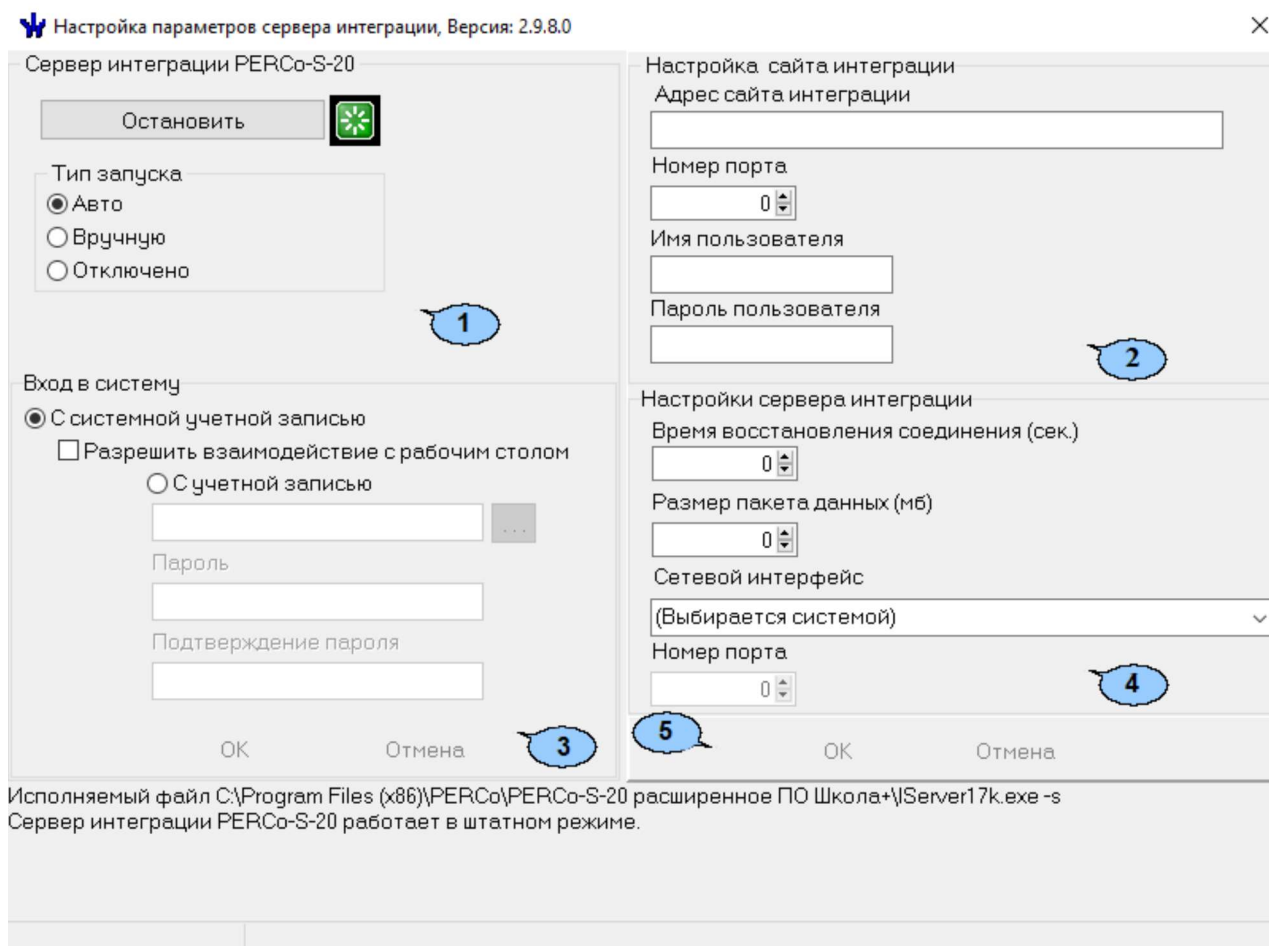 Настройка параметров сервера интеграции, Версия: 2.9.8.0
Сервер интеграции PERCo-S-20
Остановить
Тип запуска
Авто
Вручную
Отключено
1
Настройка сайта интеграции
Адрес сайта интеграции
Номер порта
0
Имя пользователя
Пароль пользователя
2
Вход в систему
С системной учетной записью
Разрешить взаимодействие с рабочим столом
С учетной записью
...
Пароль
Подтверждение пароля
OK Отмена
3
Настройки сервера интеграции
Время восстановления соединения (сек.)
0
Размер пакета данных (мб)
0
Сетевой интерфейс
(Выбирается системой)
Номер порта
0
4
5
OK Отмена
Исполняемый файл C:\Program Files (x86)\PERCo\PERCo-S-20 расширенное ПО Школа+\IServer17k.exe -s
Сервер интеграции PERCo-S-20 работает в штатном режиме.